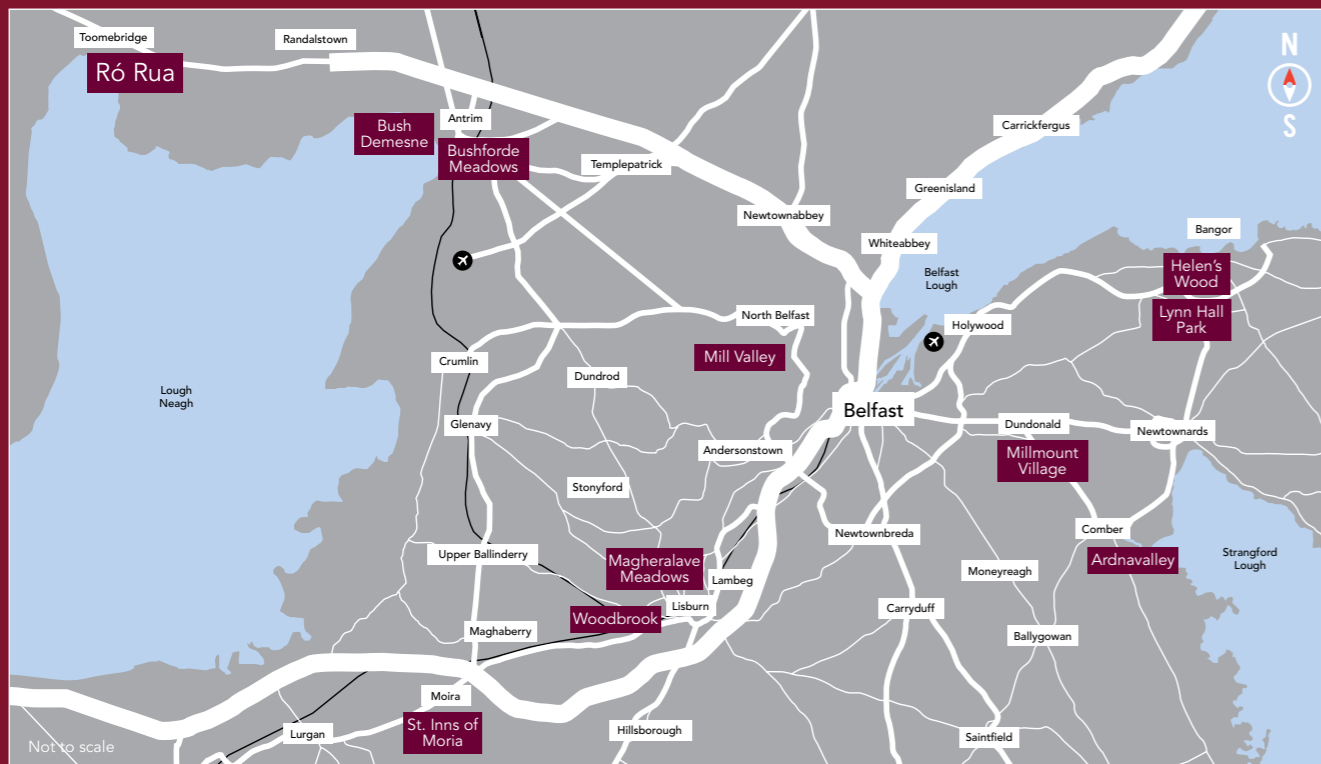 Toomebridge
Randalstown
N
S
Ró Rua
Antrim
Bush
Demesne
Bushforde
Meadows
Templepatrick
Carrickfergus
Greenisland
Newtownabbey
Whiteabbey
Bangor
Helen's
Wood
Belfast
Lough
Lynn Hall
Park
North Belfast
Holywood
Mill Valley
Crumlin
Dundrod
Lough
Neagh
Belfast
Glenavy
Dundonald
Newtownards
Andersonstown
Millmount
Village
Stonyford
Comber
Newtownbreda
Upper Ballinderry
Magheralave
Meadows
Lambeg
Moneyreagh
Ardnavalley
Strangford
Lough
Lisburn
Woodbrook
Carryduff
Maghaberry
Ballygowan
Moira
St. Inns of
Moria
Lurgan
Hillsborough
Saintfield
Not to scale